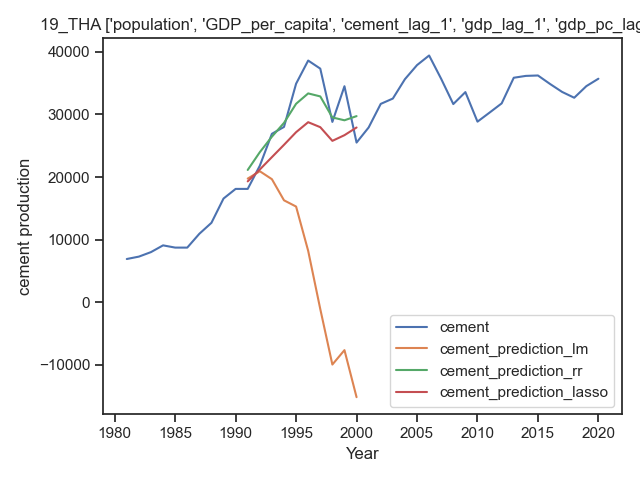 19_THA ['population', 'GDP_per_capita', 'cement_lag_1', 'gdp_lag_1', 'gdp_pc_lag
40000
30000
20000
10000
0
−10000
cement production
1980 1985 1990 1995 2000 2005 2010 2015 2020
Year
cement
cement_prediction_lm
cement_prediction_rr
cement_prediction_lasso